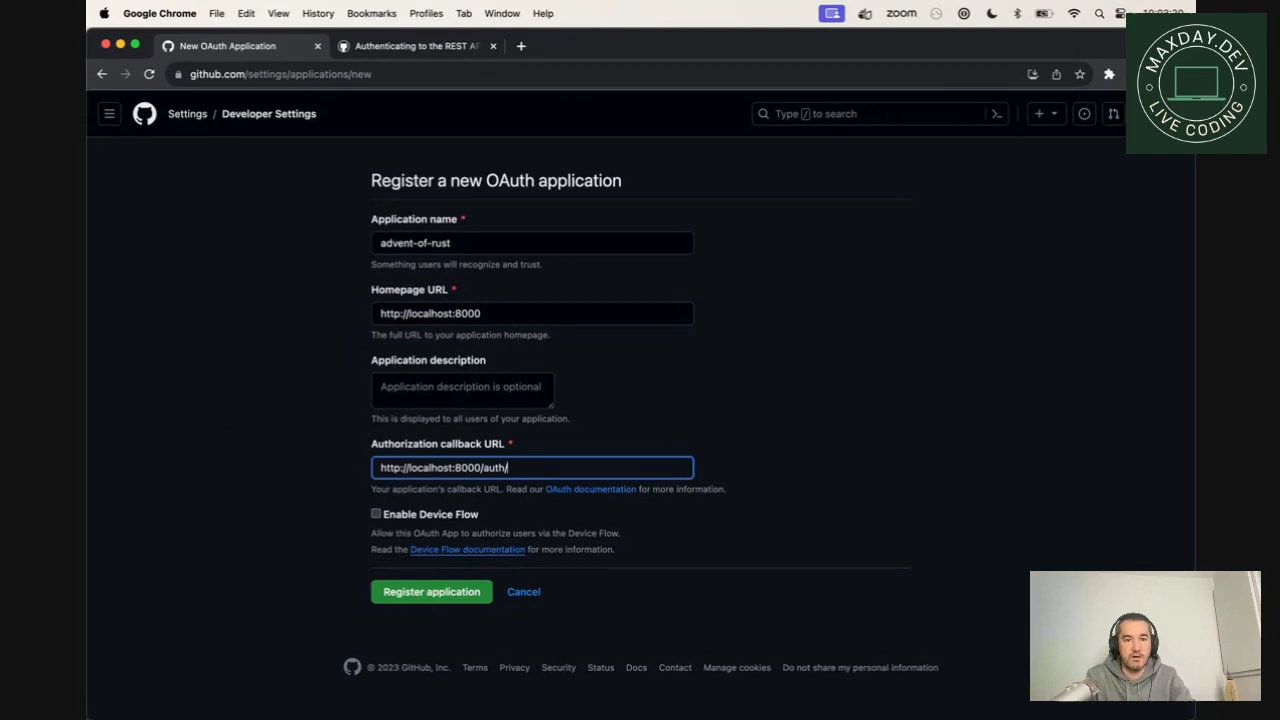 Google Chrome File Edit View History Bookmarks Profiles Tab Window Help zoom
MAXDAY.DEV
LIVE CODING
New OAuth Application
Authenticating to the REST AP
github.com/settings/applications/new
Settings / Developer Settings
Type / to search
Register a new OAuth application
Application name *
advent-of-rust
Something users will recognize and trust.
Homepage URL *
http://localhost:8000
The full URL to your application homepage.
Application description
Application description is optional
This is displayed to all users of your application.
Authorization callback URL *
http://localhost:8000/auth/
Your application's callback URL. Read our OAuth documentation for more information.
Enable Device Flow
Allow this OAuth App to authorize users via the Device Flow.
Read the Device Flow documentation for more information.
Register application Cancel
© 2023 GitHub, Inc. Terms Privacy Security Status Docs Contact Manage cookies Do not share my personal information